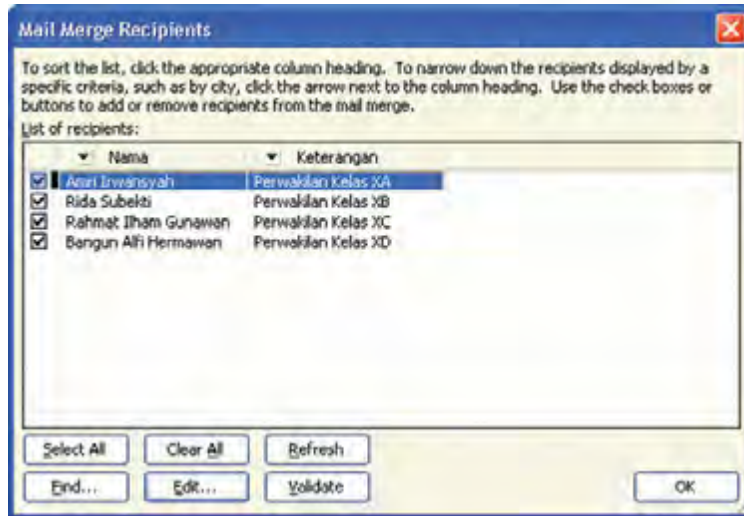 Mail Merge Recipients
To sort the list, click the appropriate column heading. To narrow down the recipients displayed by a
specific criteria, such as by city, click the arrow next to the column heading. Use the check boxes or
buttons to add or remove recipients from the mail merge.
List of recipients:
Nama Keterangan
Amri Irwansyah Perwakilan Kelas XA
Rida Subekti Perwakilan Kelas XB
Rahmat Ilham Gunawan Perwakilan Kelas XC
Bangun Alfi Hermawan Perwakilan Kelas XD
Select All Clear All Refresh
Find... Edit... Validate OK